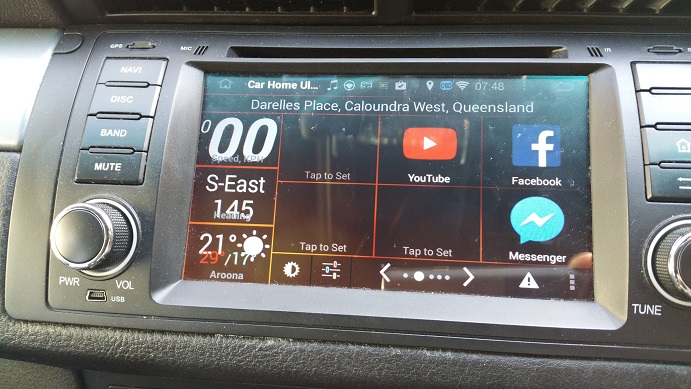 GPS
MIC
IR
NAVI
DISC
BAND
MUTE
PWR
VOL
USB
TUNE
Car Home Ul...
07:48
Darelles Place, Caloundra West, Queensland
000
Speed, KPH
S-East
145
Heading
21°
29°/17°
Aroona
Tap to Set
Tap to Set
Tap to Set
YouTube
Facebook
Messenger